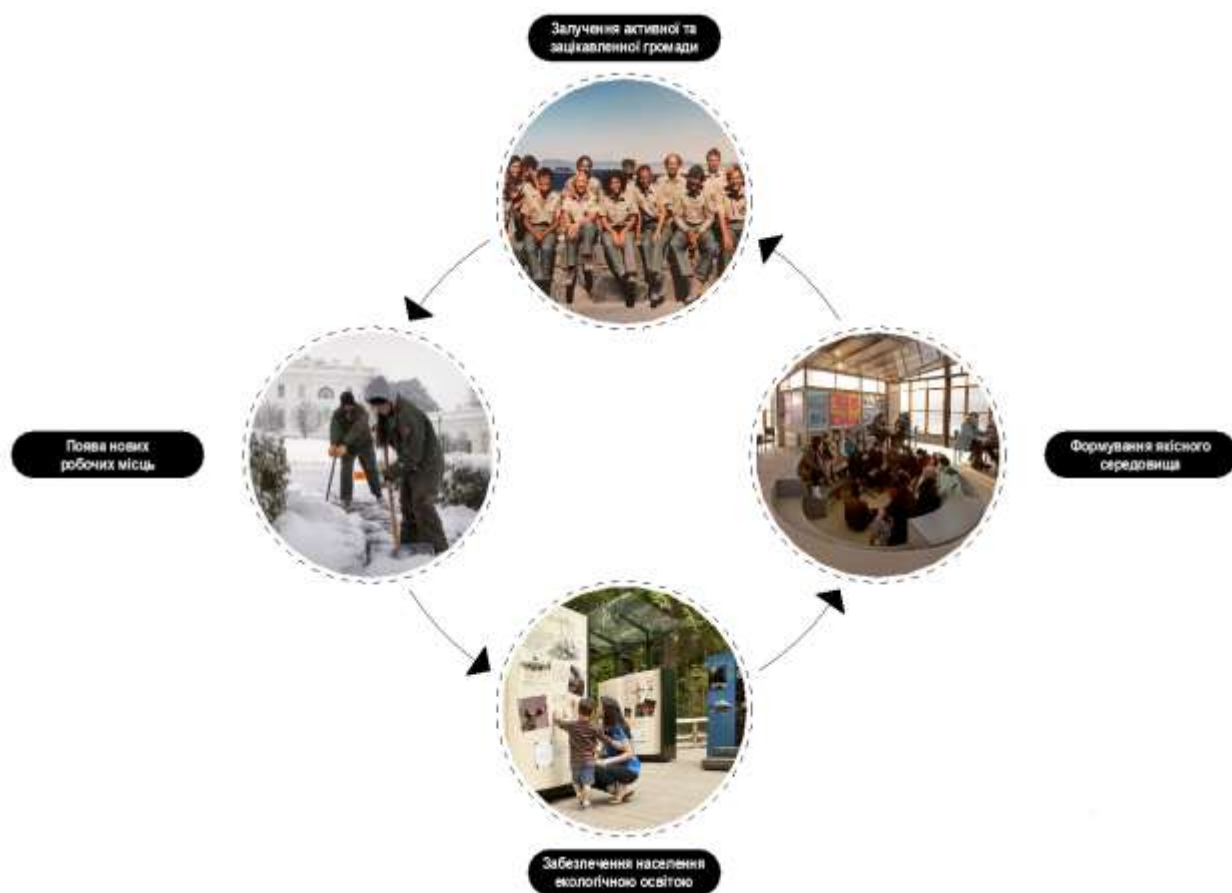 Залучення активної та
зацікавленної громади
Поява нових
робочих місць
Формування якісного
середовища
Забезпечення населення
екологічною освітою